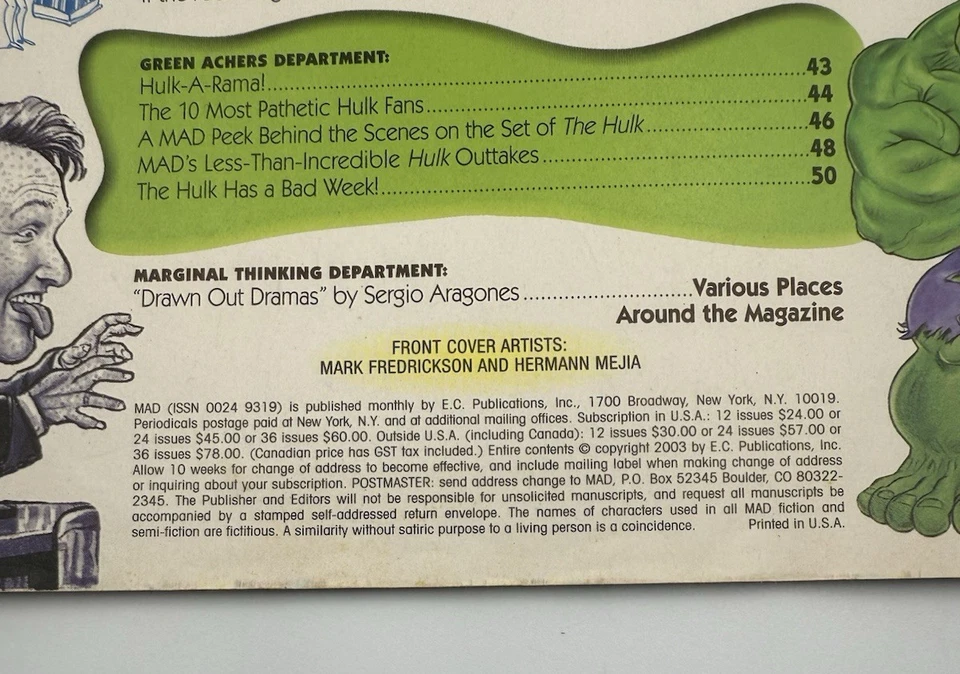 GREEN ACHERS DEPARTMENT:
Hulk-A-Rama!..........43
The 10 Most Pathetic Hulk Fans..........44
A MAD Peek Behind the Scenes on the Set of The Hulk..........46
MAD's Less-Than-Incredible Hulk Outtakes..........48
The Hulk Has a Bad Week!..........50
MARGINAL THINKING DEPARTMENT:
“Drawn Out Dramas” by Sergio Aragones..........Various Places
Around the Magazine
FRONT COVER ARTISTS:
MARK FREDRICKSON AND HERMANN MEJIA
MAD (ISSN 0024 9319) is published monthly by E.C. Publications, Inc., 1700 Broadway, New York, N.Y. 10019.
Periodicals postage paid at New York, N.Y. and at additional mailing offices. Subscription in U.S.A.: 12 issues $24.00 or
24 issues $45.00 or 36 issues $60.00. Outside U.S.A. (including Canada): 12 issues $30.00 or 24 issues $57.00 or
36 issues $78.00. (Canadian price has GST tax included.) Entire contents © copyright 2003 by E.C. Publications, Inc.
Allow 10 weeks for change of address to become effective, and include mailing label when making change of address
or inquiring about your subscription. POSTMASTER: send address change to MAD, P.O. Box 52345 Boulder, CO 80322-
2345. The Publisher and Editors will not be responsible for unsolicited manuscripts, and request all manuscripts be
accompanied by a stamped self-addressed return envelope. The names of characters used in all MAD fiction and
semi-fiction are fictitious. A similarity without satiric purpose to a living person is a coincidence. Printed in U.S.A.